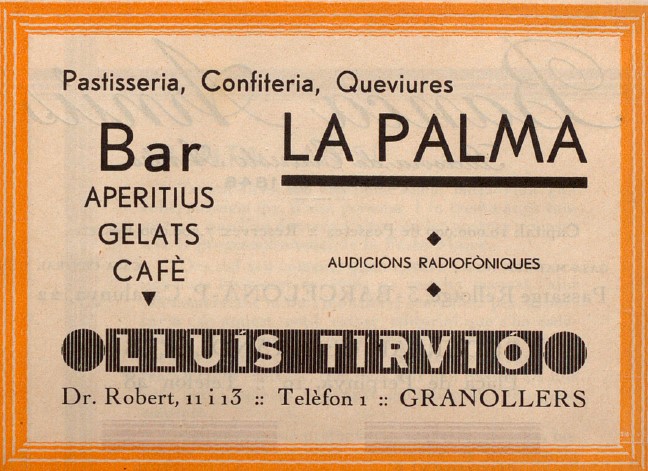 Pastisseria, Confiteria, Queviures
Bar
LA PALMA
APERITIUS
GELATS
CAFÈ
AUDICIONS RADIOFÒNIQUES
LLUÍS TIRVIÓ
Dr. Robert, 11 i 13 :: Telèfon 1 :: GRANOLLERS